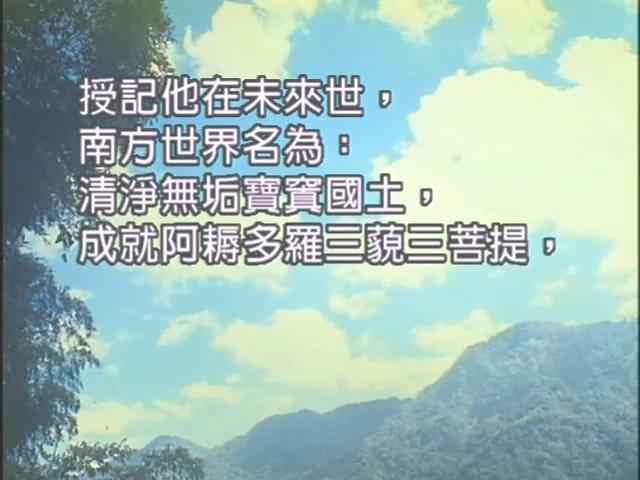 授記他在未來世，
南方世界名為：
清淨無垢寶寘國土，
成就阿耨多羅三藐三菩提，